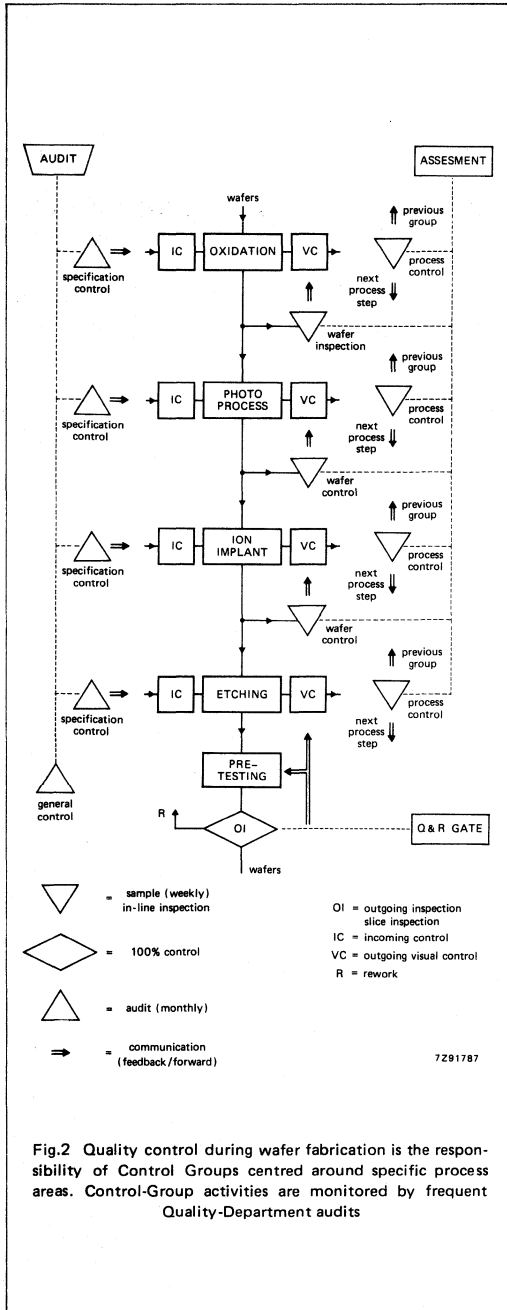 AUDIT
ASSESMENT
wafers
previous
group
IC
OXIDATION
VC
specification
control
process
control
next
process
step
wafer
inspection
previous
group
IC
PHOTO
PROCESS
VC
specification
control
process
control
next
process
step
wafer
control
previous
group
IC
ION
IMPLANT
VC
specification
control
process
control
next
process
step
wafer
control
previous
group
IC
ETCHING
VC
specification
control
process
control
next
process
step
PRE-
TESTING
general
control
R
OI
Q & R GATE
wafers
= sample (weekly)
in-line inspection
= 100% control
= audit (monthly)
= communication
(feedback/forward)
OI = outgoing inspection
slice inspection
IC = incoming control
VC = outgoing visual control
R = rework
7Z91787
Fig.2 Quality control during wafer fabrication is the respon-
sibility of Control Groups centred around specific process
areas. Control-Group activities are monitored by frequent
Quality-Department audits